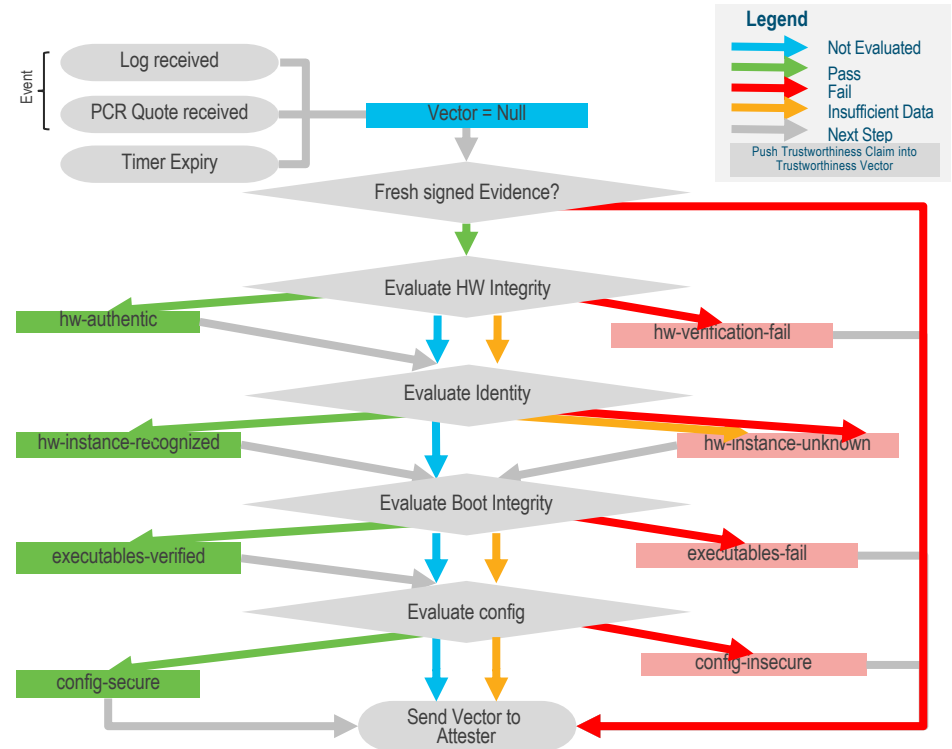 Legend
Not Evaluated
Pass
Fail
Insufficient Data
Next Step
Push Trustworthiness Claim into
Trustworthiness Vector
Event
Log received
PCR Quote received
Timer Expiry
Vector = Null
Fresh signed Evidence?
Evaluate HW Integrity
hw-authentic
hw-verification-fail
Evaluate Identity
hw-instance-recognized
hw-instance-unknown
Evaluate Boot Integrity
executables-verified
executables-fail
Evaluate config
config-secure
config-insecure
Send Vector to
Attester